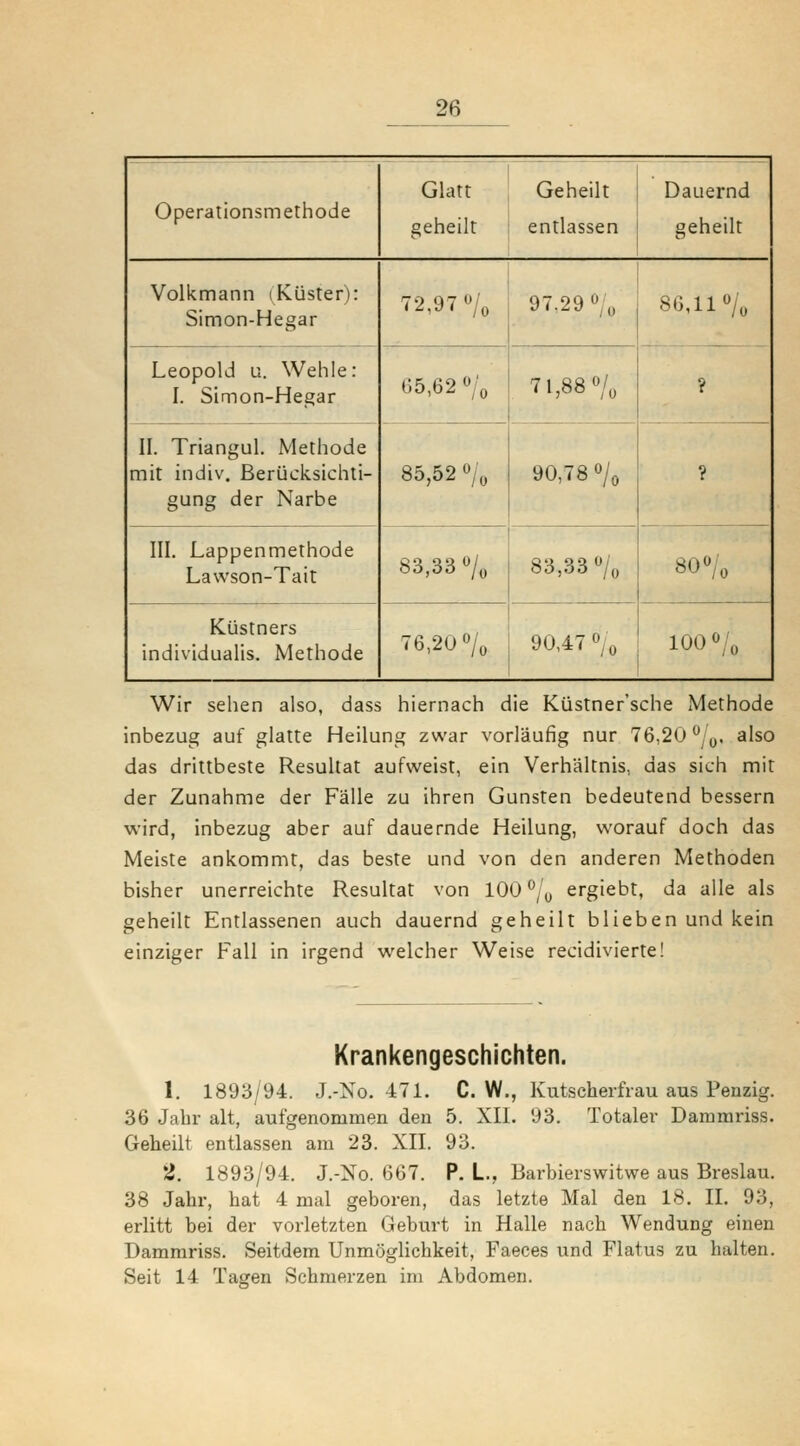 26
Operationsmethode Glatt geheilt Geheilt entlassen Dauernd geheilt
Volkmann (Küster): Simon-Hegar 72,97 % 97.29 % 86,11 %
Leopold u. Wehle: I. Simon-Hegar 65,62 % 71,88 % ?
II. Triangul. Methode mit indiv. Berücksichti- gung der Narbe 85,52 % 90,78 % ?
III. Lappenmethode Lawson-Tait 83,33 % 83,33 % 80%
Küstners individualis. Methode 76,20 % 90,47 % 100 %
Wir sehen also, dass hiernach die Küstner'sche Methode
inbezug auf glatte Heilung zwar vorläufig nur 76,20 %, also
das drittbeste Resultat aufweist, ein Verhältnis, das sich mit
der Zunahme der Fälle zu ihren Gunsten bedeutend bessern
wird, inbezug aber auf dauernde Heilung, worauf doch das
Meiste ankommt, das beste und von den anderen Methoden
bisher unerreichte Resultat von 100 % ergiebt, da alle als
geheilt Entlassenen auch dauernd geheilt blieben und kein
einziger Fall in irgend welcher Weise recidivierte!
Krankengeschichten.
1. 1893/94. J.-No. 471. C. W., Kutscherfrau aus Penzig.
36 Jahr alt, aufgenommen den 5. XII. 93. Totaler Dammriss.
Geheilt entlassen am 23. XII. 93.
2. 1893/94. J.-No. 667. P. L., Barbierswitwe aus Breslau.
38 Jahr, hat 4 mal geboren, das letzte Mal den 18. II. 93,
erlitt bei der vorletzten Geburt in Halle nach Wendung einen
Dammriss. Seitdem Unmöglichkeit, Faeces und Flatus zu halten.
Seit 14 Tagen Schmerzen im Abdomen.